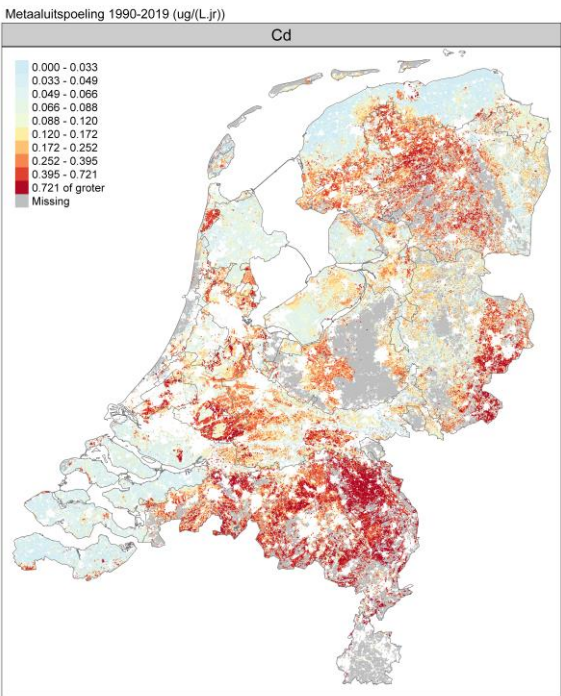 Metaaluitspoeling 1990-2019 (ug/(L.jr))
Cd
0.000 - 0.033
0.033 - 0.049
0.049 - 0.066
0.066 - 0.088
0.088 - 0.120
0.120 - 0.172
0.172 - 0.252
0.252 - 0.395
0.395 - 0.721
0.721 of groter
Missing